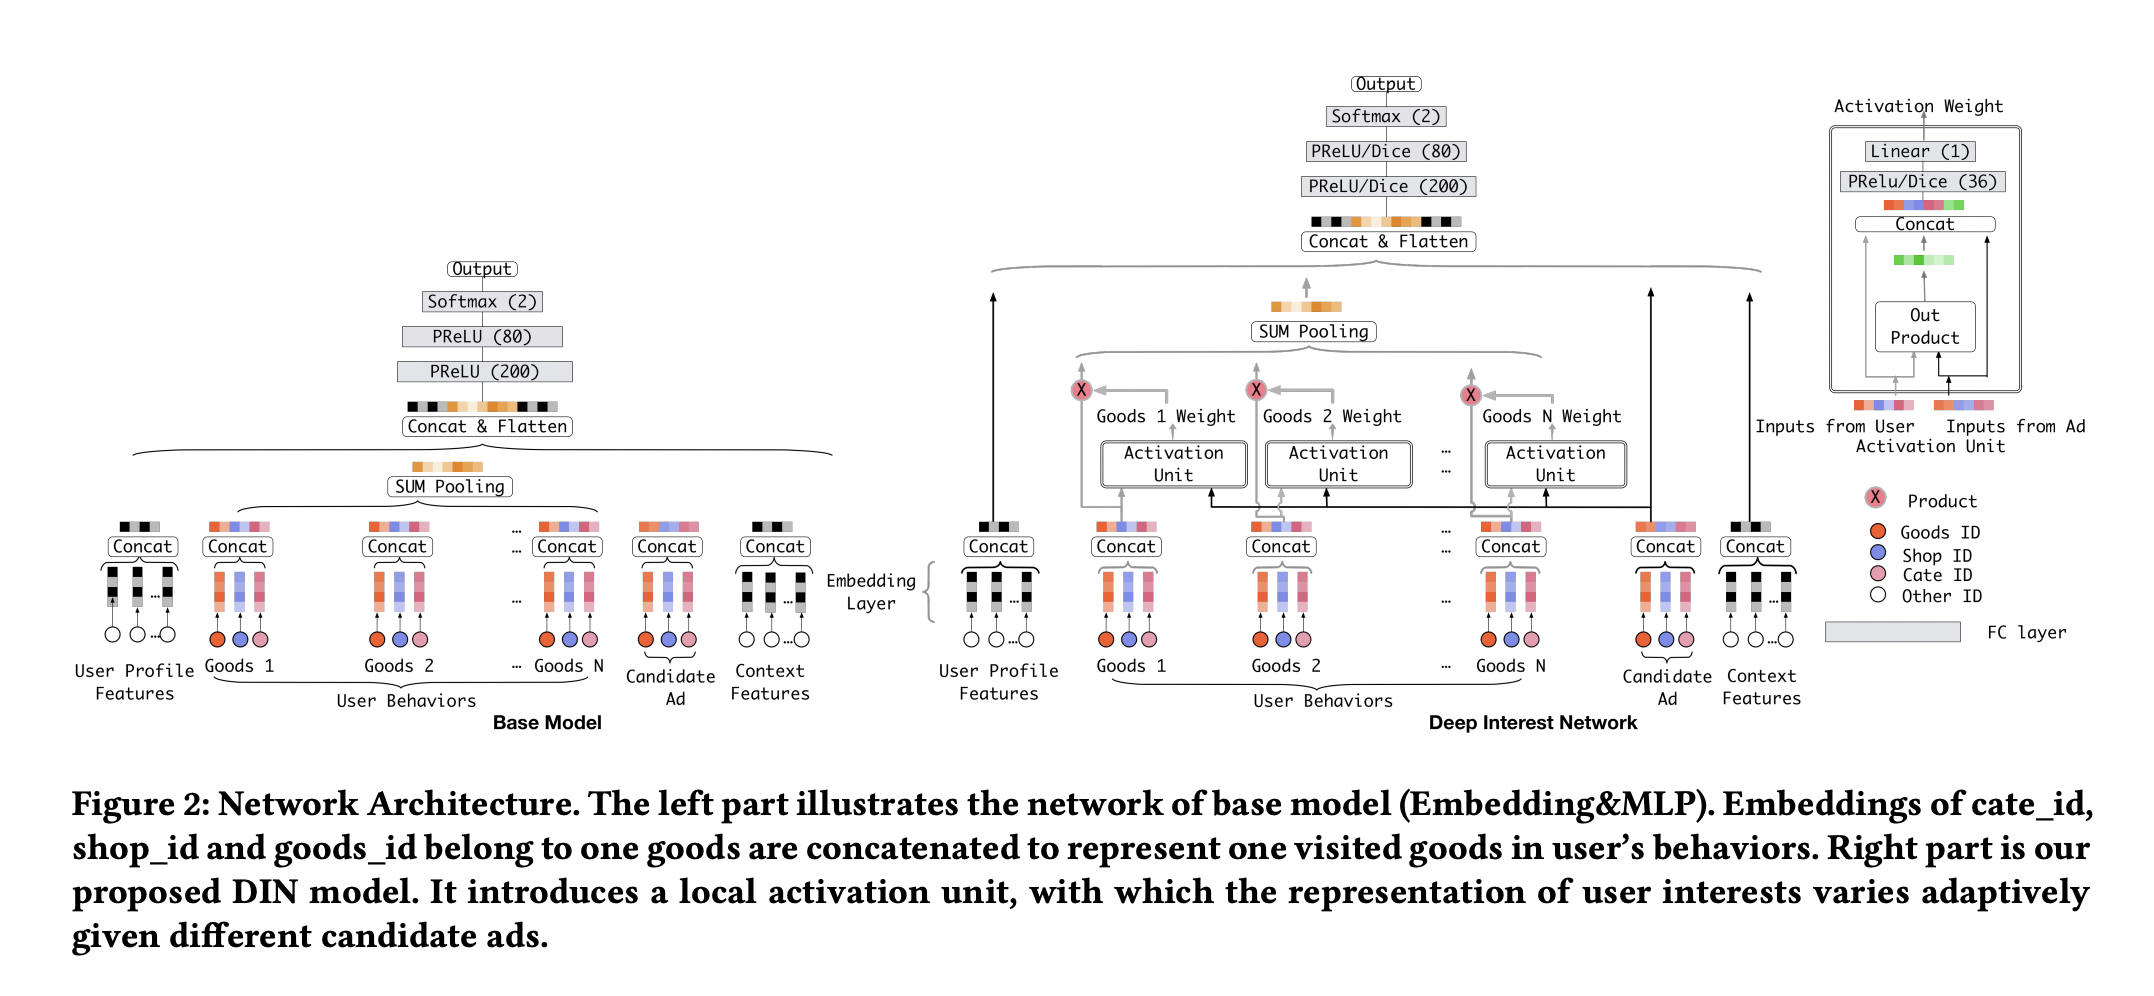 Output
Softmax (2)
PReLU (80)
PReLU (200)
Concat & Flatten
SUM Pooling
Concat
Concat
Concat
...
...
Concat
Concat
Concat
...
...
...
...
...
User Profile
Features
Goods 1
Goods 2
...
Goods N
User Behaviors
Candidate
Ad
Context
Features
Base Model
Embedding
Layer
Output
Softmax (2)
PReLU/Dice (80)
PReLU/Dice (200)
Concat & Flatten
SUM Pooling
X
X
X
Goods 1 Weight
Goods 2 Weight
Goods N Weight
Activation
Unit
Activation
Unit
...
...
Activation
Unit
Concat
Concat
Concat
...
...
Concat
Concat
Concat
...
...
...
...
...
User Profile
Features
Goods 1
Goods 2
...
Goods N
User Behaviors
Candidate
Ad
Context
Features
Deep Interest Network
Activation Weight
Linear (1)
PRelu/Dice (36)
Concat
Out
Product
Inputs from User
Inputs from Ad
Activation Unit
X
Product
Goods ID
Shop ID
Cate ID
Other ID
FC layer
Figure 2: Network Architecture. The left part illustrates the network of base model (Embedding&MLP). Embeddings of cate_id,
shop_id and goods_id belong to one goods are concatenated to represent one visited goods in user's behaviors. Right part is our
proposed DIN model. It introduces a local activation unit, with which the representation of user interests varies adaptively
given different candidate ads.